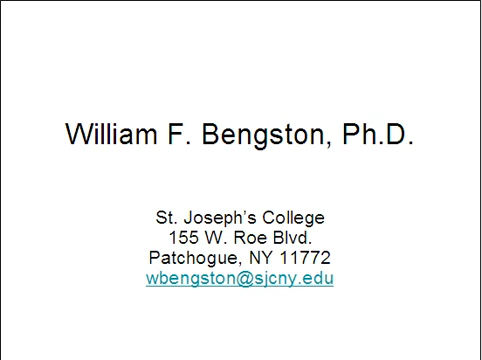 William F. Bengston, Ph.D.
St. Joseph's College
155 W. Roe Blvd.
Patchogue, NY 11772
wbengston@sjcny.edu